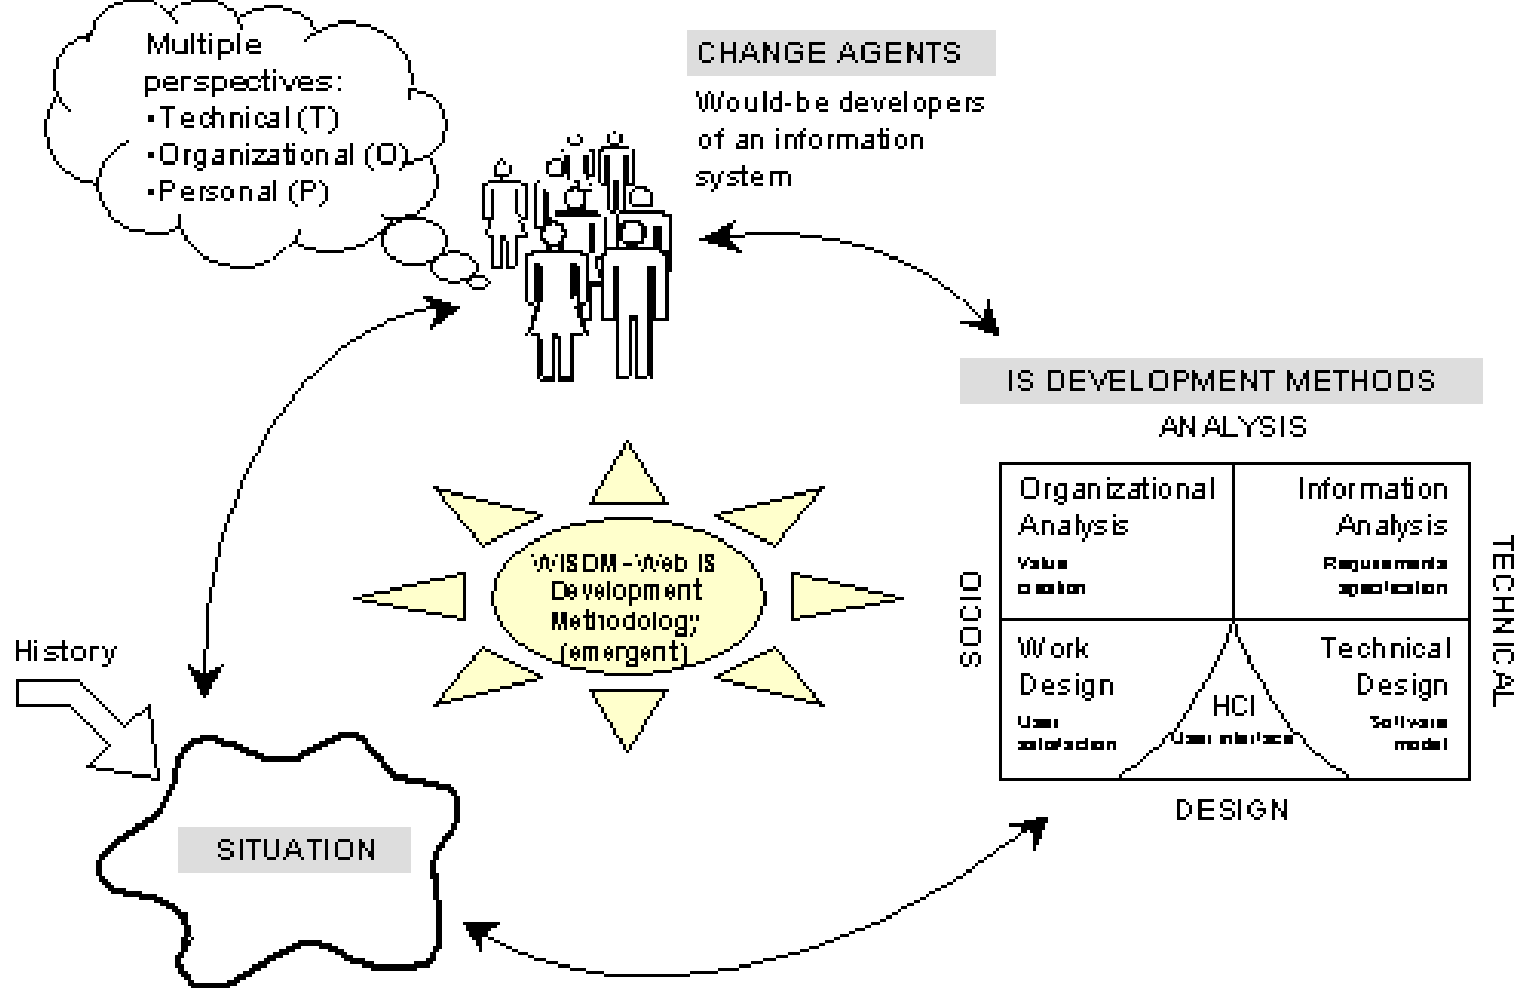 Multiple
perspectives:
•Technical (T)
•Organizational (O)
•Personal (P)
CHANGE AGENTS
Would-be developers
of an information
system
IS DEVELOPMENT METHODS
ANALYSIS
Organizational
Analysis
Value
creation
Information
Analysis
Requirements
specification
SOCIO
TECHNICAL
Work
Design
User
satisfaction
HCI
User interface
Technical
Design
Software
model
DESIGN
WISDM - Web IS
Development
Methodology
(emergent)
History
SITUATION